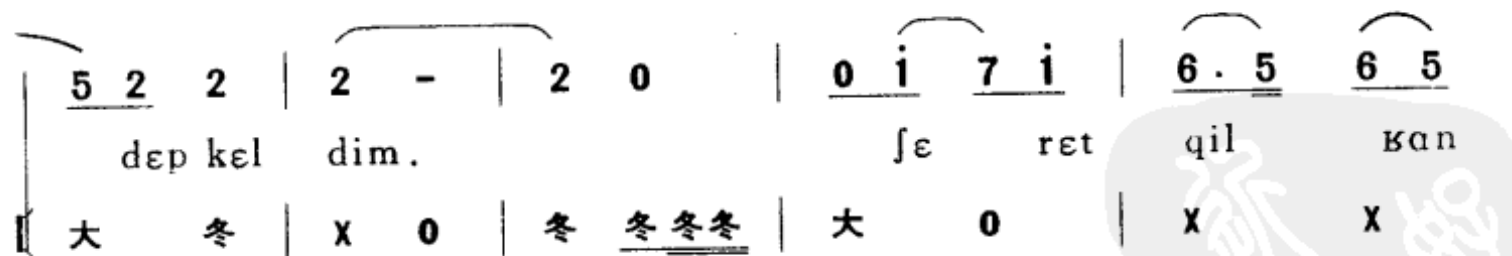 5 2 2 | 2 - | 2 0 | 0 i̇ 7 i̇ | 6 . 5 6 5
dɛp kɛl dim. ʃɛ rɛt qil ʁɑn
大 冬 | X 0 | 冬 冬冬冬 | 大 0 | X X